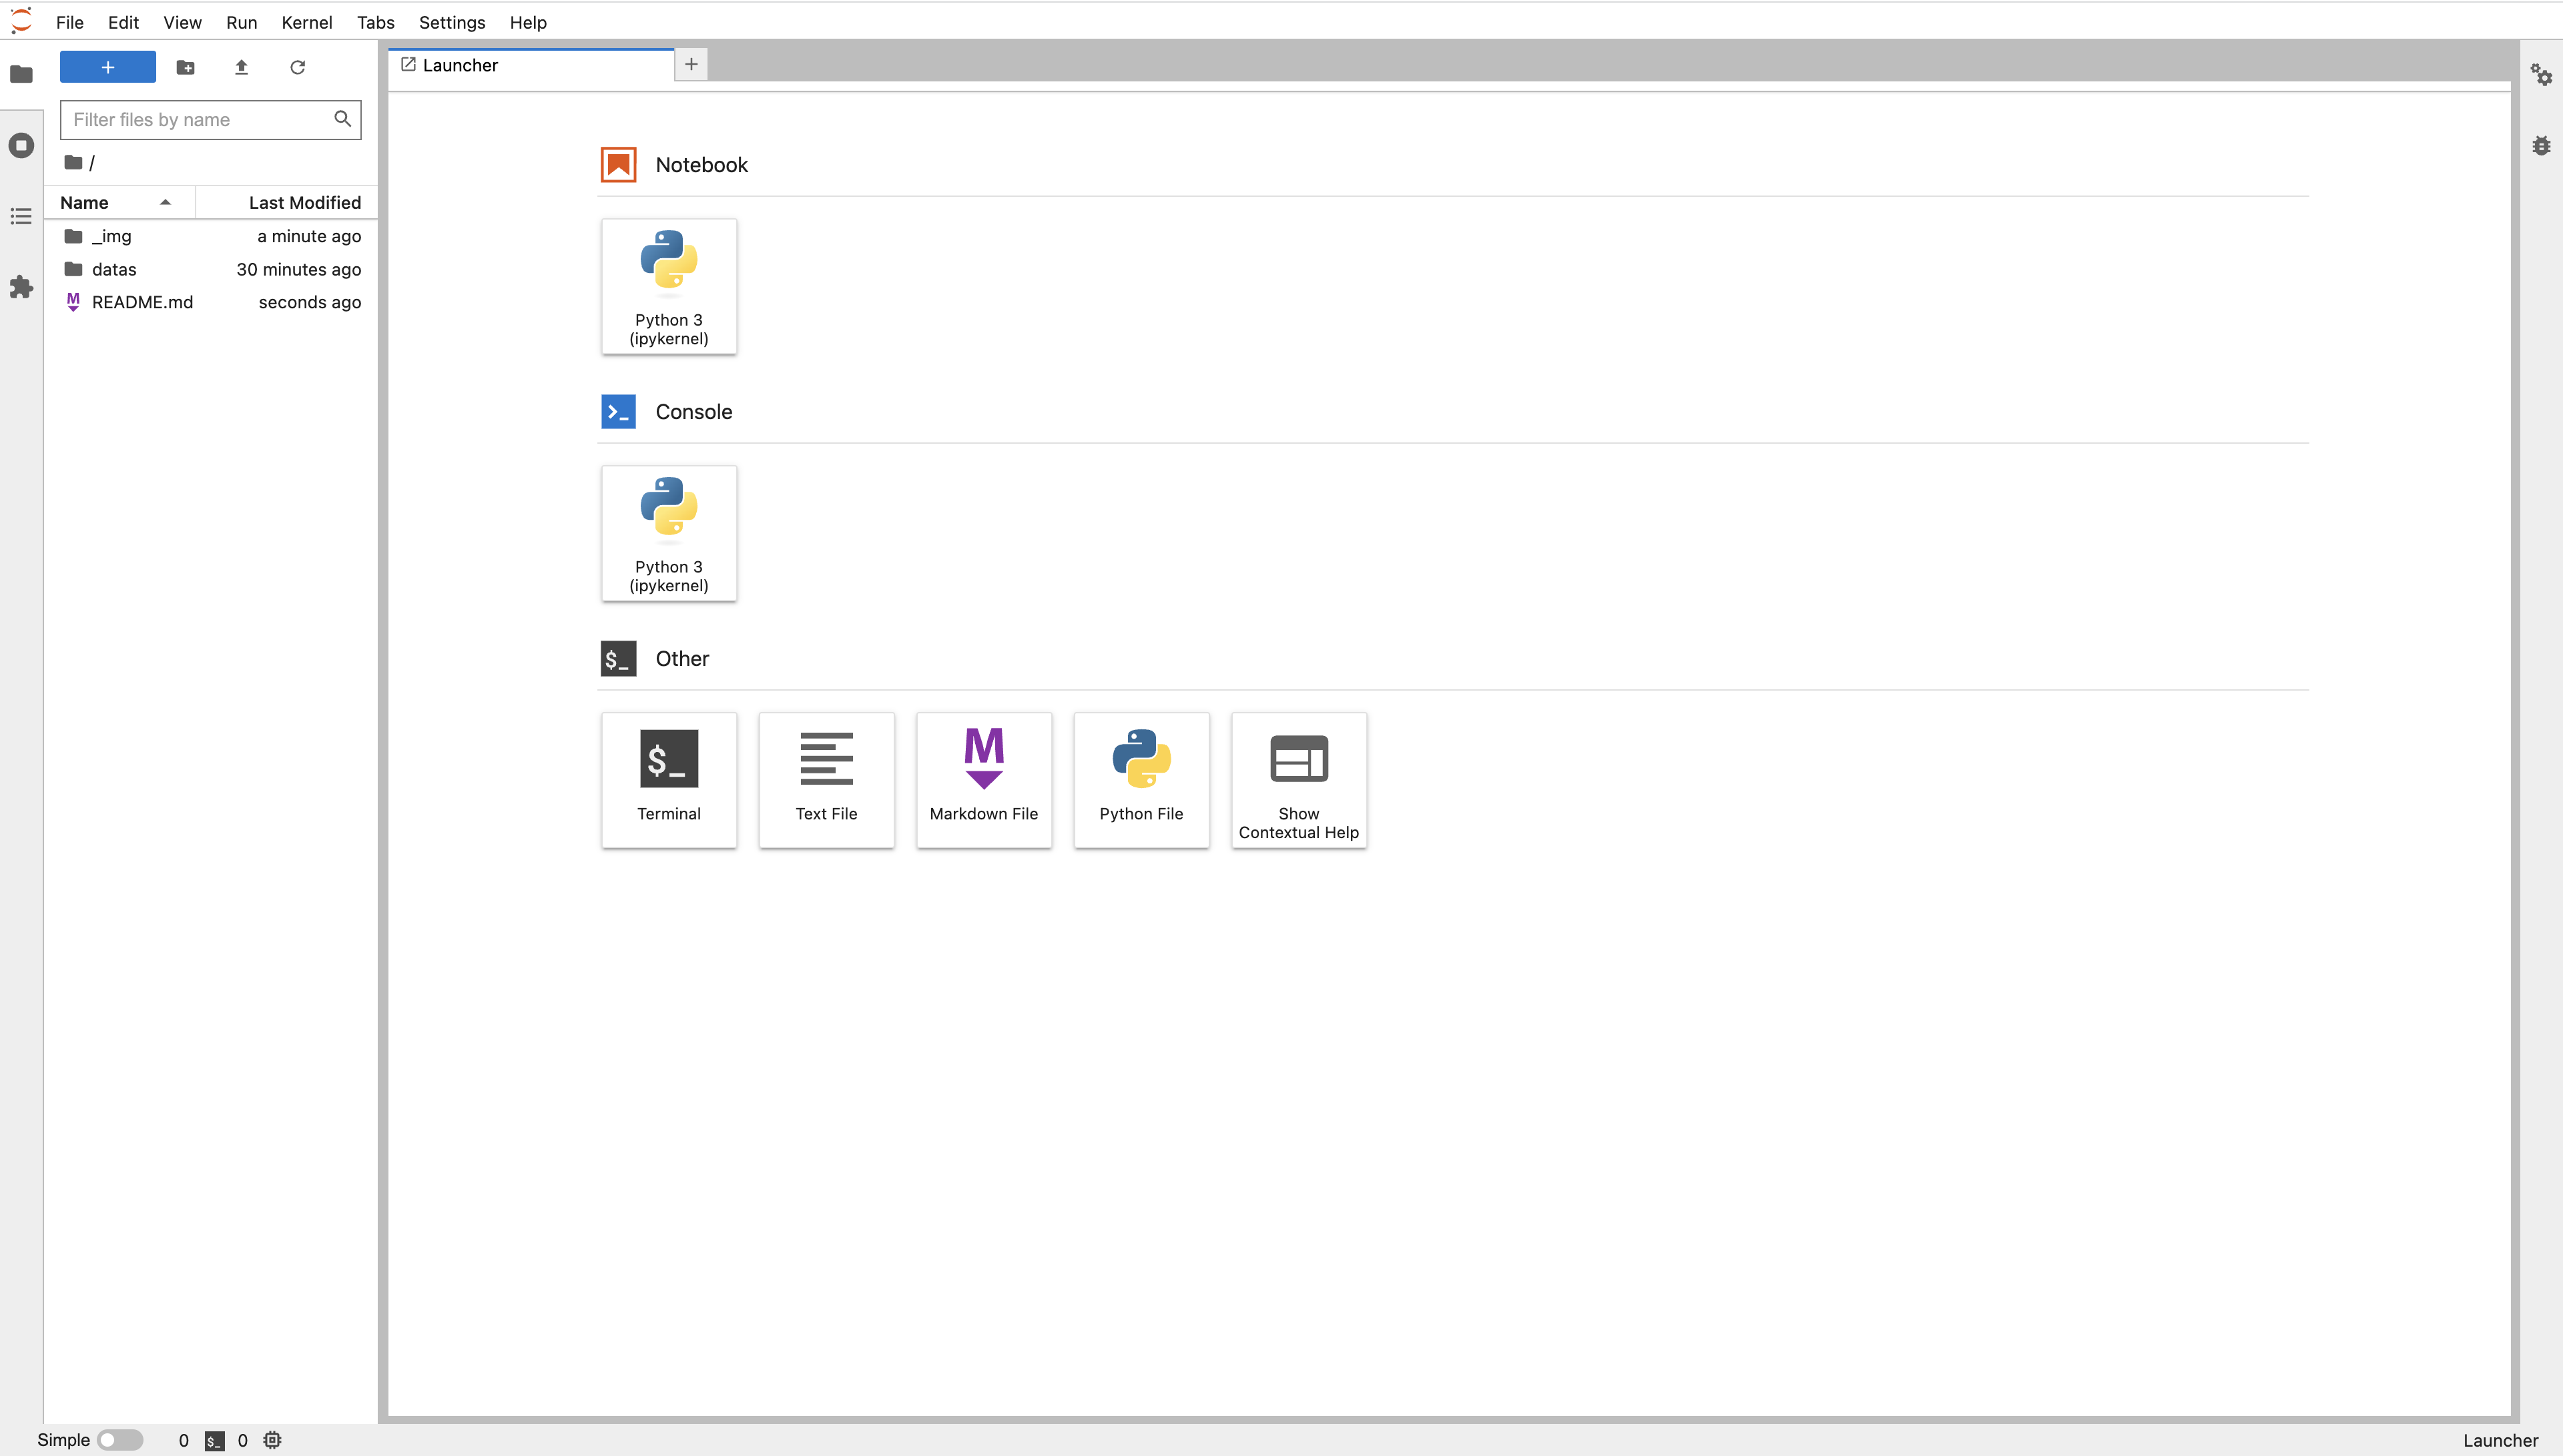 File Edit View Run Kernel Tabs Settings Help
Launcher
Filter files by name
/
Name Last Modified
_img a minute ago
datas 30 minutes ago
README.md seconds ago
Notebook
Python 3
(ipykernel)
Console
Python 3
(ipykernel)
$_ Other
$_
Terminal
Text File
M
Markdown File
Python File
Show
Contextual Help
Simple 0 $_ 0
Launcher